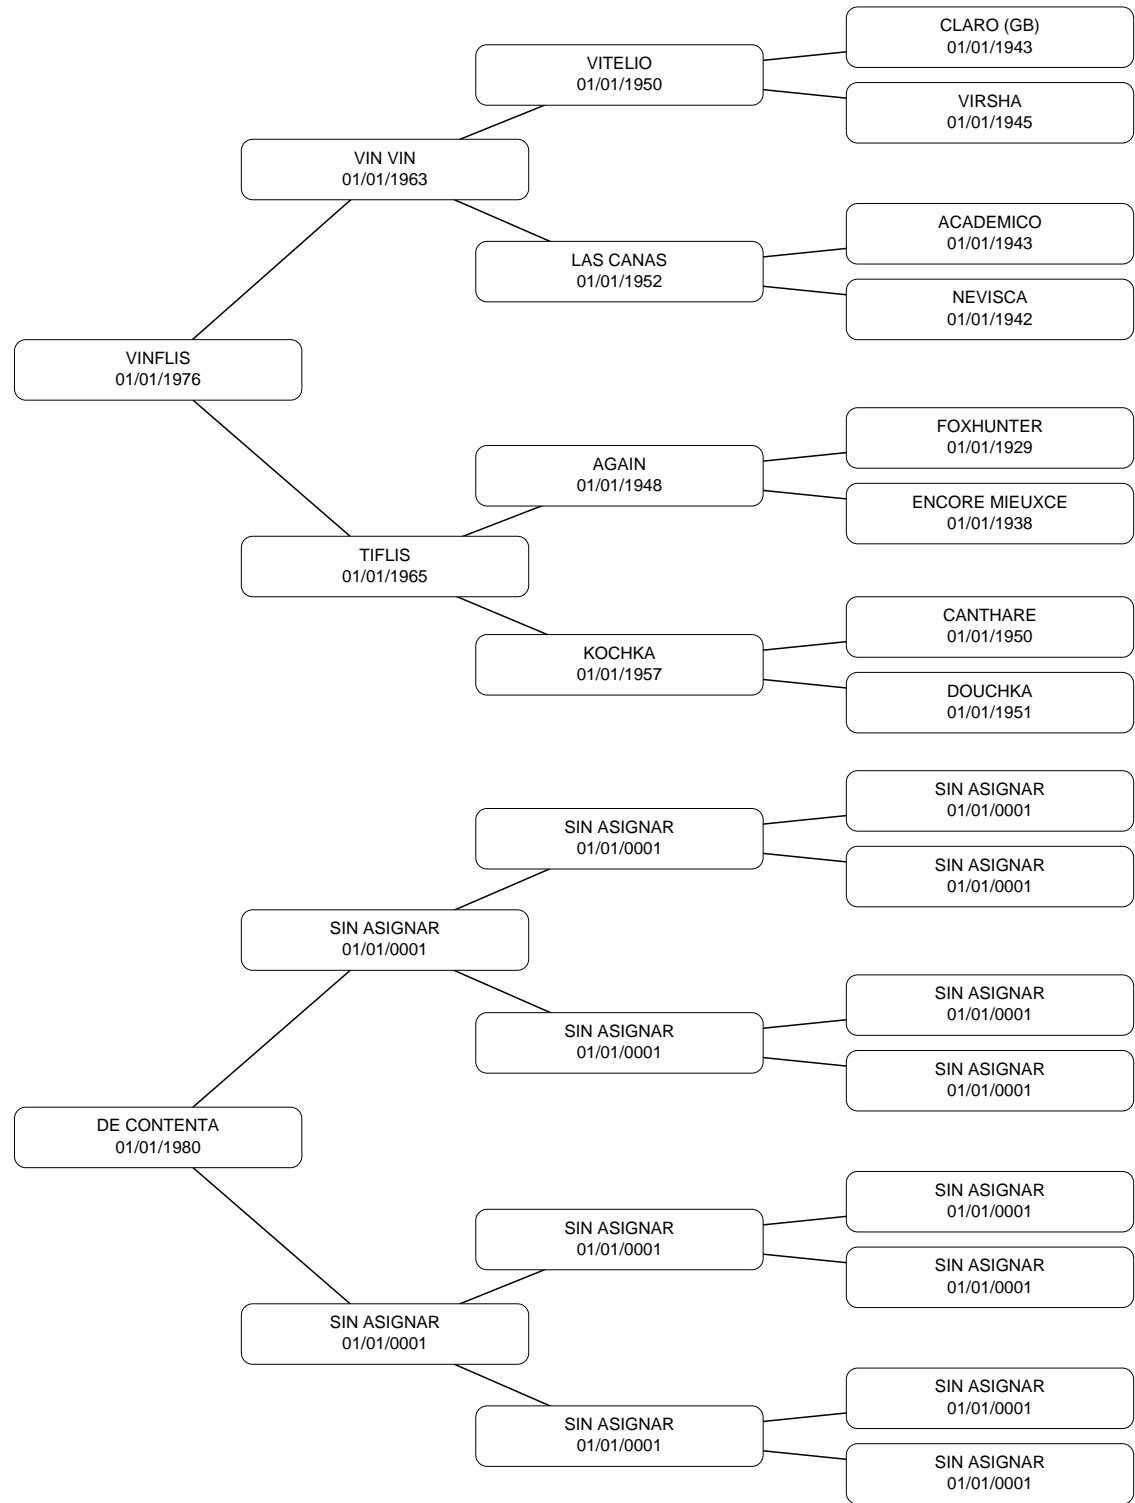 CLARO (GB)
01/01/1943
VITELIO
01/01/1950
VIRSHA
01/01/1945
VIN VIN
01/01/1963
ACADEMICO
01/01/1943
LAS CANAS
01/01/1952
NEVISCA
01/01/1942
VINFLIS
01/01/1976
FOXHUNTER
01/01/1929
AGAIN
01/01/1948
ENCORE MIEUXCE
01/01/1938
TIFLIS
01/01/1965
CANTHARE
01/01/1950
KOCHKA
01/01/1957
DOUCHKA
01/01/1951
SIN ASIGNAR
01/01/0001
SIN ASIGNAR
01/01/0001
SIN ASIGNAR
01/01/0001
SIN ASIGNAR
01/01/0001
SIN ASIGNAR
01/01/0001
SIN ASIGNAR
01/01/0001
SIN ASIGNAR
01/01/0001
DE CONTENTA
01/01/1980
SIN ASIGNAR
01/01/0001
SIN ASIGNAR
01/01/0001
SIN ASIGNAR
01/01/0001
SIN ASIGNAR
01/01/0001
SIN ASIGNAR
01/01/0001
SIN ASIGNAR
01/01/0001
SIN ASIGNAR
01/01/0001